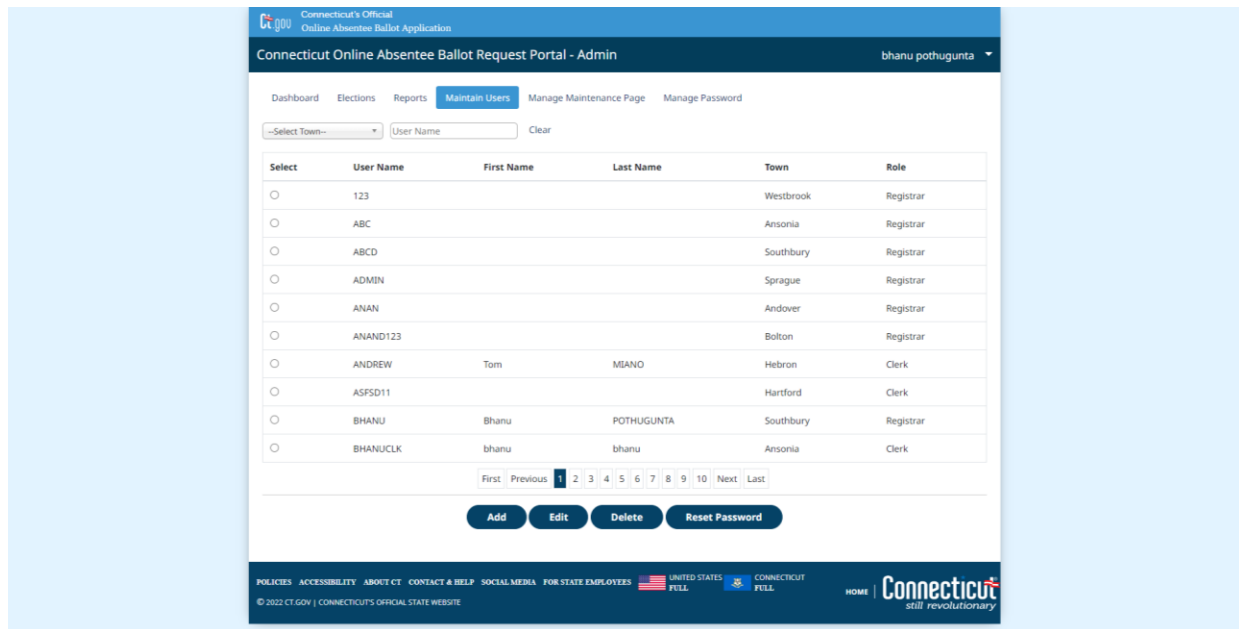 Ct.gov Connecticut's Official
Online Absentee Ballot Application
Connecticut Online Absentee Ballot Request Portal - Admin bhanu pothugunta
Dashboard Elections Reports Maintain Users Manage Maintenance Page Manage Password
--Select Town-- User Name Clear
Select User Name First Name Last Name Town Role
123 Westbrook Registrar
ABC Ansonia Registrar
ABCD Southbury Registrar
ADMIN Sprague Registrar
ANAN Andover Registrar
ANAND123 Bolton Registrar
ANDREW Tom MIANO Hebron Clerk
ASFSD11 Hartford Clerk
BHANU Bhanu POTHUGUNTA Southbury Registrar
BHANUCLK bhanu bhanu Ansonia Clerk
First Previous 1 2 3 4 5 6 7 8 9 10 Next Last
Add Edit Delete Reset Password
POLICIES ACCESSIBILITY ABOUT CT CONTACT & HELP SOCIAL MEDIA FOR STATE EMPLOYEES UNITED STATES FULL CONNECTICUT FULL
HOME | Connecticut
still revolutionary
© 2022 CT.GOV | CONNECTICUT'S OFFICIAL STATE WEBSITE